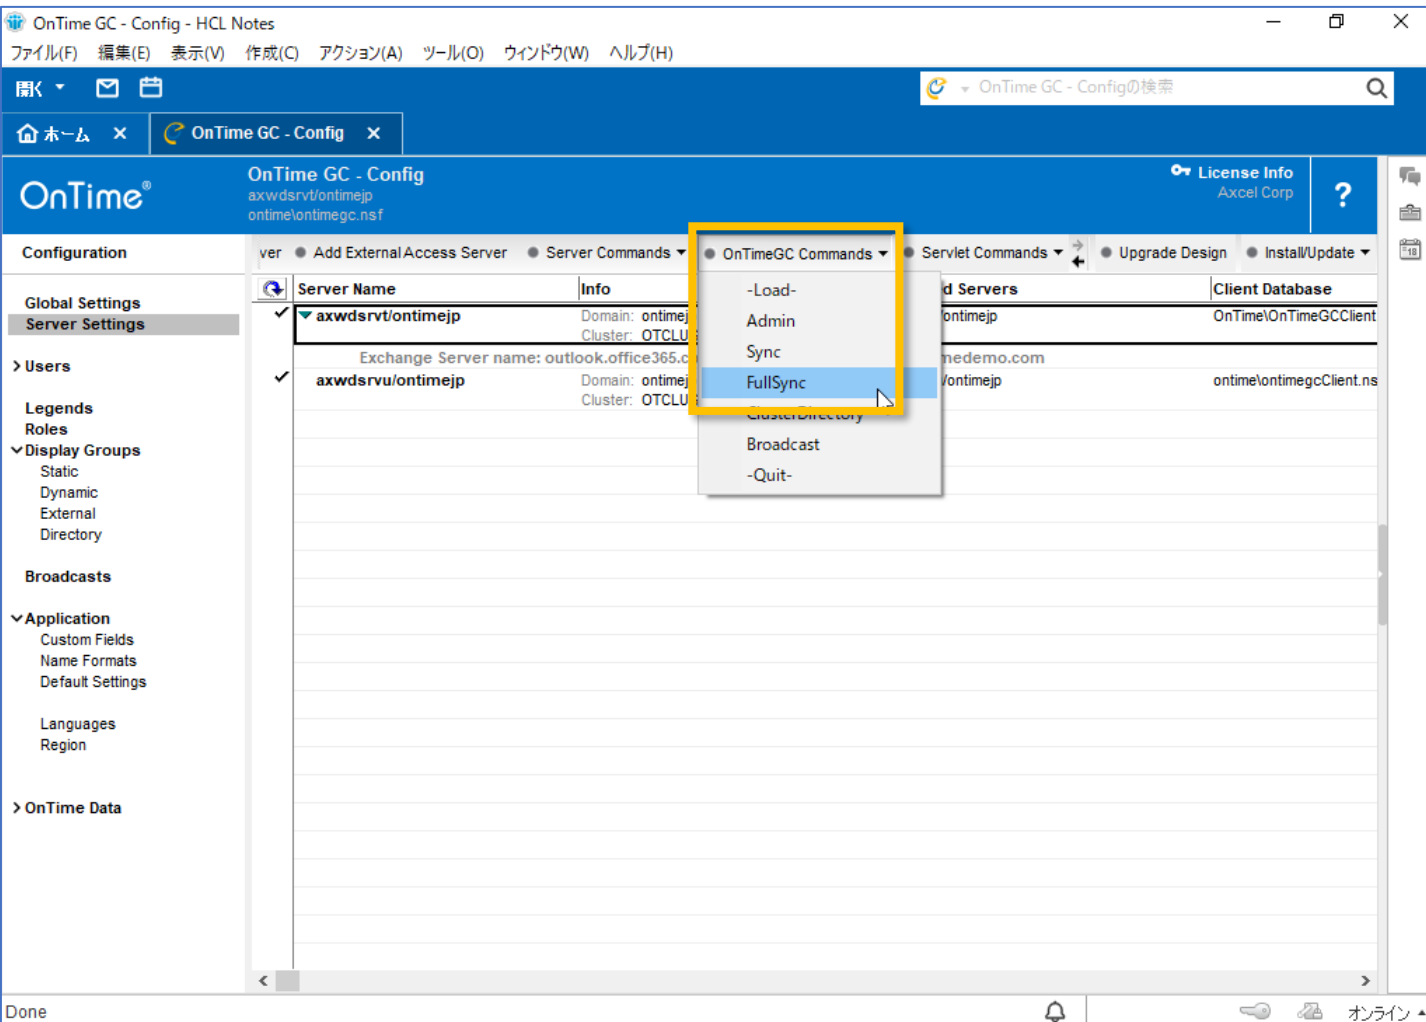 OnTime GC - Config - HCL Notes
ファイル(F) 編集(E) 表示(V) 作成(C) アクション(A) ツール(O) ウィンドウ(W) ヘルプ(H)
開く
OnTime GC - Configの検索
ホーム
OnTime GC - Config
OnTime®
OnTime GC - Config
axwdsrvt/ontimejp
ontime\ontimegc.nsf
License Info
Axcel Corp
?
Configuration
ver Add External Access Server Server Commands OnTimeGC Commands Servlet Commands Upgrade Design Install/Update
Server Name Info d Servers Client Database
axwdsrvt/ontimejp Domain: ontimej /ontimejp OnTime\OnTimeGCClient
Cluster: OTCLU
Exchange Server name: outlook.office365.c medemo.com
axwdsrvu/ontimejp Domain: ontimej /ontimejp ontime\ontimegcClient.ns
Cluster: OTCLU
-Load-
Admin
Sync
FullSync
ClusterDirectory
Broadcast
-Quit-
Global Settings
Server Settings
Users
Legends
Roles
Display Groups
Static
Dynamic
External
Directory
Broadcasts
Application
Custom Fields
Name Formats
Default Settings
Languages
Region
OnTime Data
18
Done
オンライン